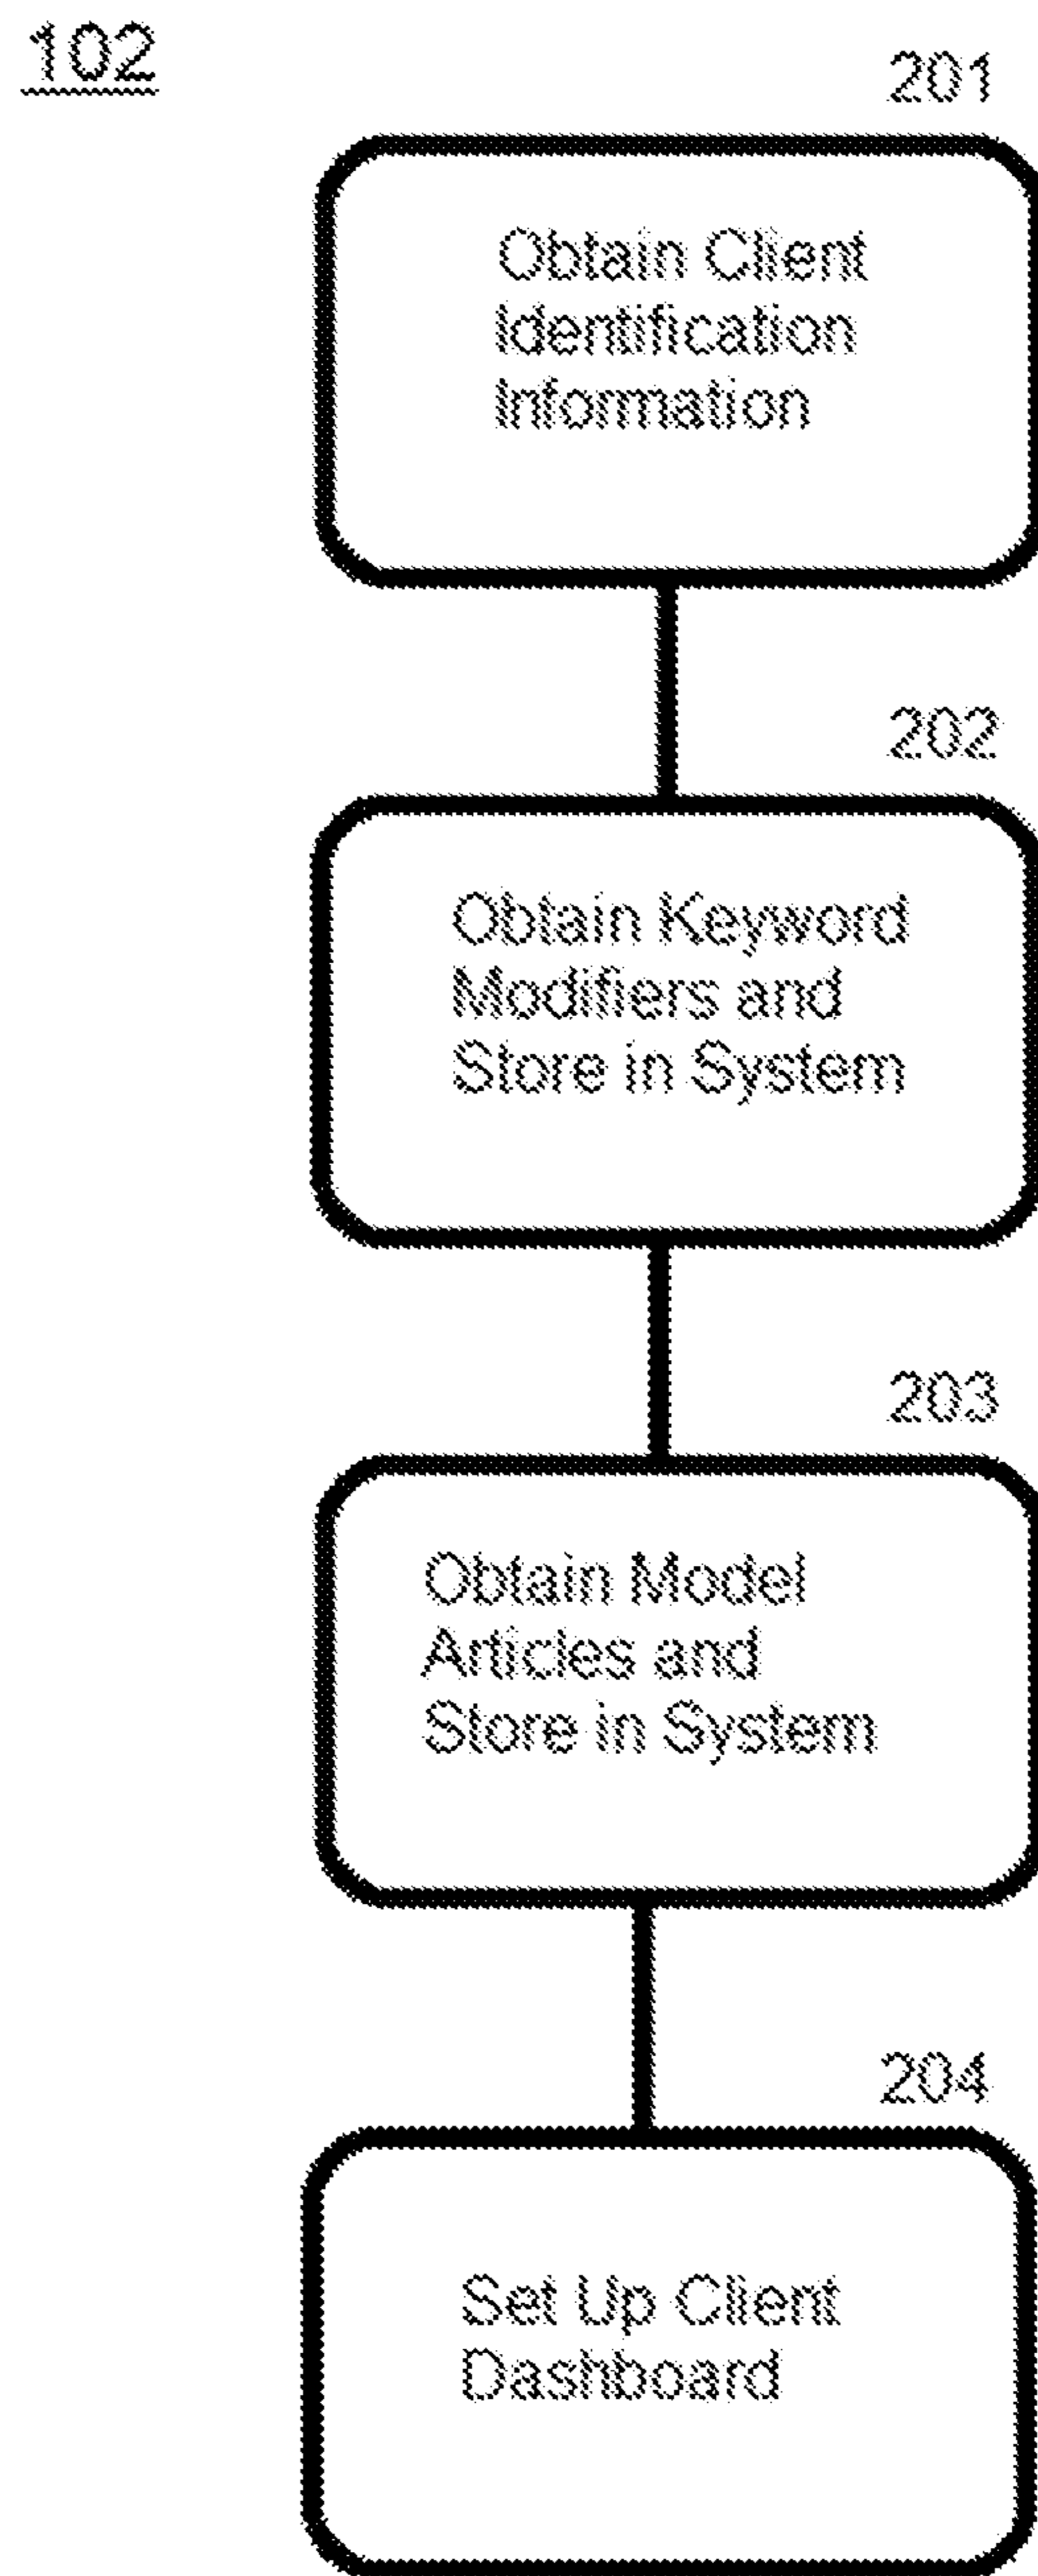 102
201
Obtain Client
Identification
Information
202
Obtain Keyword
Modifiers and
Store in System
203
Obtain Model
Articles and
Store in System
204
Set Up Client
Dashboard